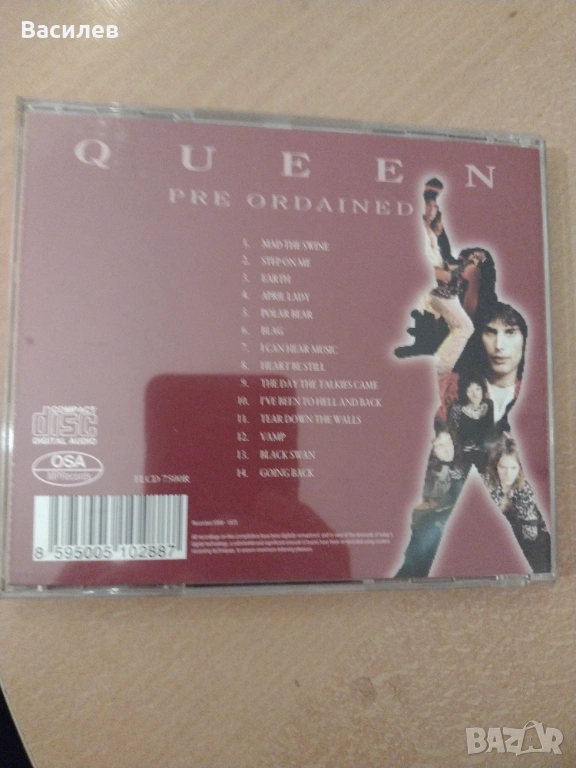 Василев
QUEEN
PRE ORDAINED
1. MAD THE SWINE
2. STEP ON ME
3. EARTH
4. APRIL LADY
5. POLAR BEAR
6. BLAG
7. I CAN HEAR MUSIC
8. HEART BE STILL
9. THE DAY THE TALKIES CAME
10. I'VE BEEN TO HELL AND BACK
11. TEAR DOWN THE WALLS
12. VAMP
13. BLACK SWAN
14. GOING BACK
COMPACT
disc
DIGITAL AUDIO
OSA
Records
7500R
8 595005 102887
BAZAR